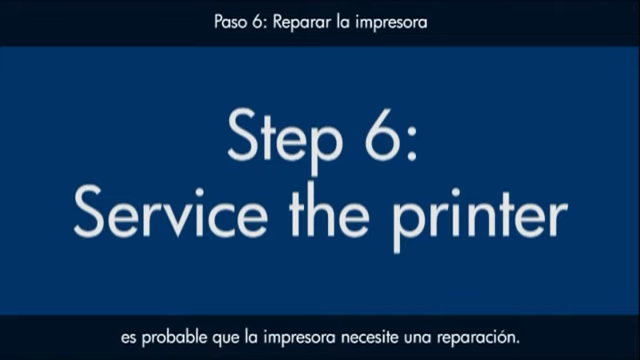 Paso 6: Reparar la impresora
Step 6:
Service the printer
es probable que la impresora necesite una reparación.